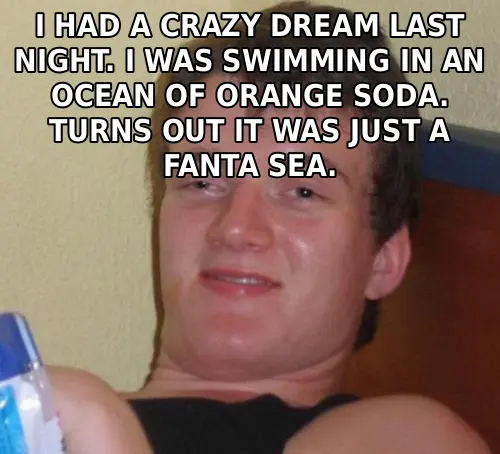 I HAD A CRAZY DREAM LAST
NIGHT. I WAS SWIMMING IN AN
OCEAN OF ORANGE SODA.
TURNS OUT IT WAS JUST A
FANTA SEA.